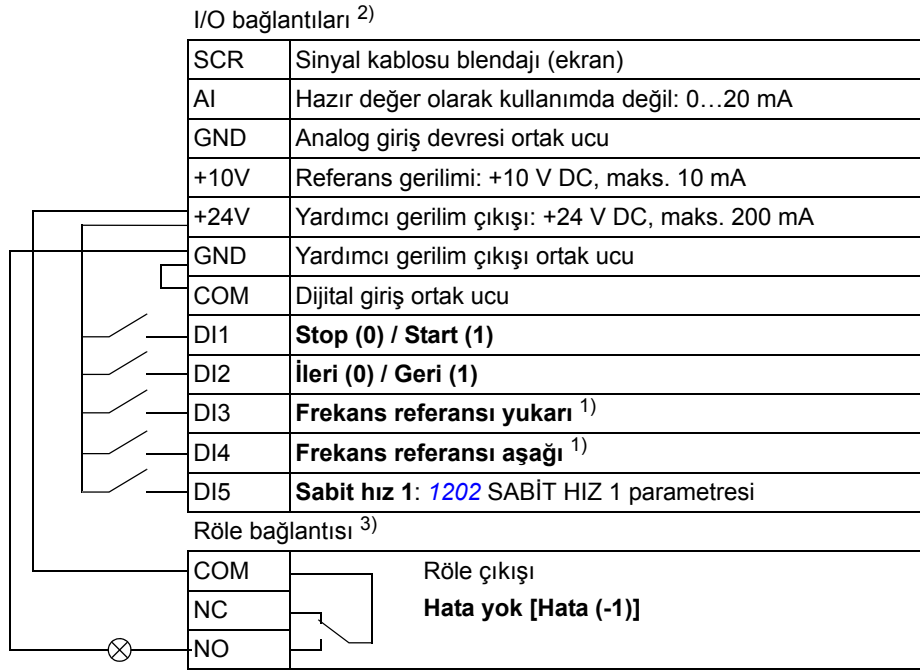 I/O bağlantıları 2)
SCR Sinyal kablosu blendajı (ekran)
AI Hazır değer olarak kullanımda değil: 0…20 mA
GND Analog giriş devresi ortak ucu
+10V Referans gerilimi: +10 V DC, maks. 10 mA
+24V Yardımcı gerilim çıkışı: +24 V DC, maks. 200 mA
GND Yardımcı gerilim çıkışı ortak ucu
COM Dijital giriş ortak ucu
DI1 Stop (0) / Start (1)
DI2 İleri (0) / Geri (1)
DI3 Frekans referansı yukarı 1)
DI4 Frekans referansı aşağı 1)
DI5 Sabit hız 1: 1202 SABİT HIZ 1 parametresi
Röle bağlantısı 3)
COM Röle çıkışı
NC Hata yok [Hata (-1)]
NO